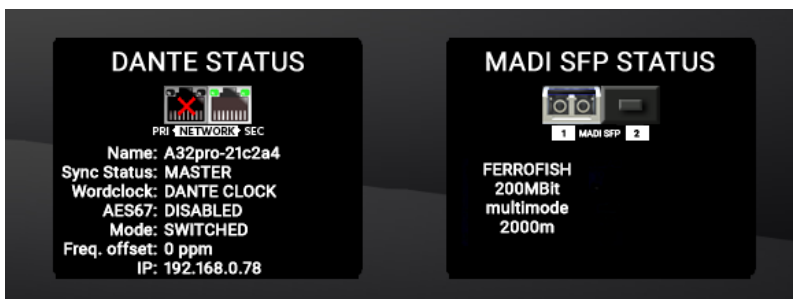 DANTE STATUS
PRI NETWORK SEC
Name: A32pro-21c2a4
Sync Status: MASTER
Wordclock: DANTE CLOCK
AES67: DISABLED
Mode: SWITCHED
Freq. offset: 0 ppm
IP: 192.168.0.78
MADI SFP STATUS
1 MADI SFP 2
FERROFISH
200MBit
multimode
2000m